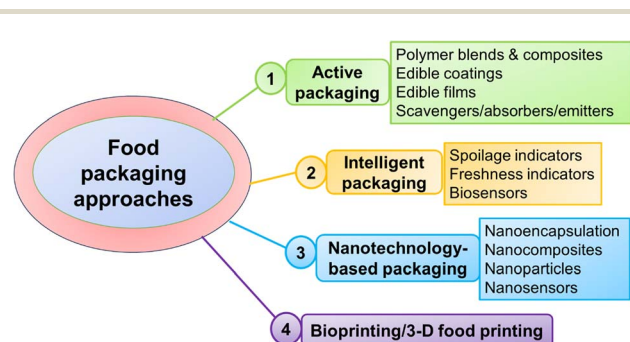 Food
packaging
approaches
1
Active
packaging
Polymer blends & composites
Edible coatings
Edible films
Scavengers/absorbers/emitters
2
Intelligent
packaging
Spoilage indicators
Freshness indicators
Biosensors
3
Nanotechnology-
based packaging
Nanoencapsulation
Nanocomposites
Nanoparticles
Nanosensors
4
Bioprinting/3-D food printing